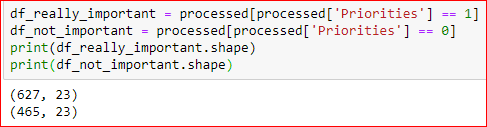 df_really_important = processed[processed['Priorities'] == 1]
df_not_important = processed[processed['Priorities'] == 0]
print(df_really_important.shape)
print(df_not_important.shape)
(627, 23)
(465, 23)